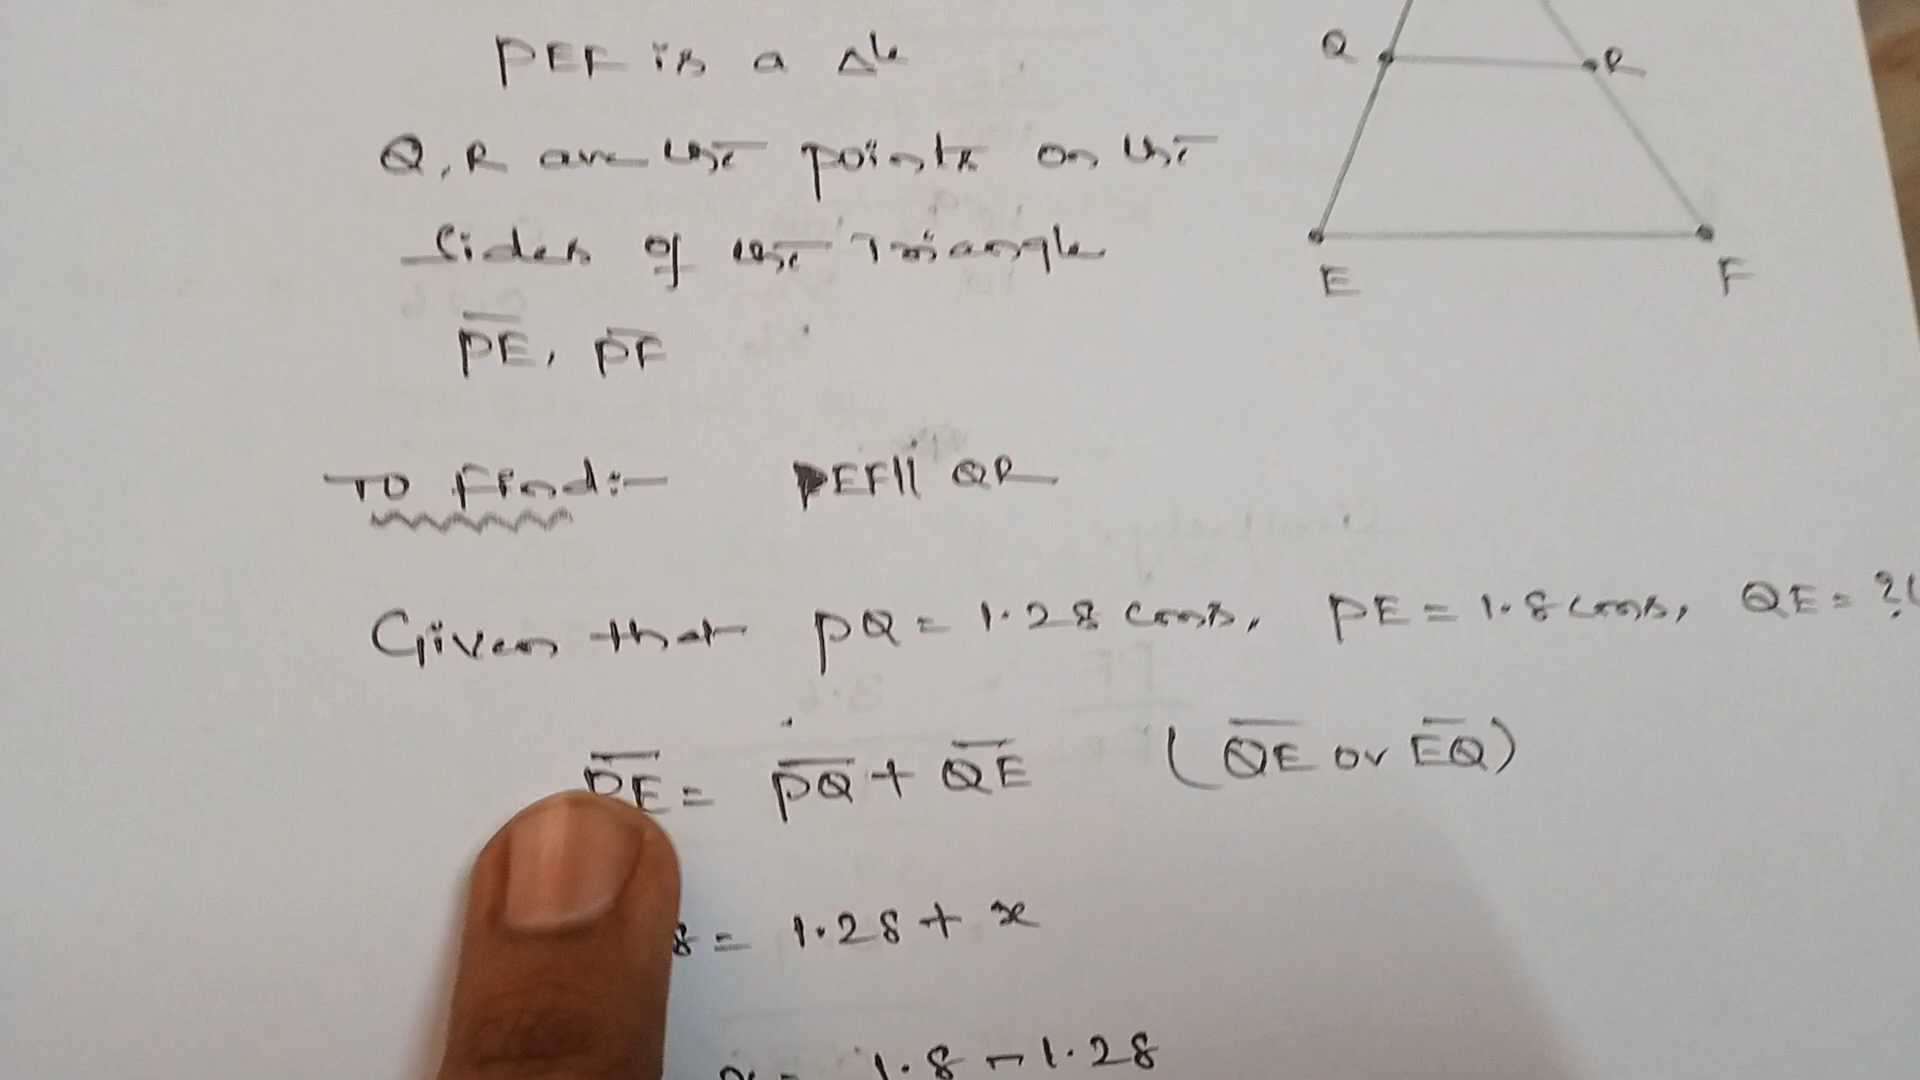 PEF is a Δle
Q, R are the points on the
Sides of the Triangle
PE, PF
To Find:- EF || QR
Given that PQ = 1.28 cms, PE = 1.8 cms, QE = ?
PE = PQ + QE (QE or EQ)
8 = 1.28 + x
x = 1.8 - 1.28
Q
R
E
F